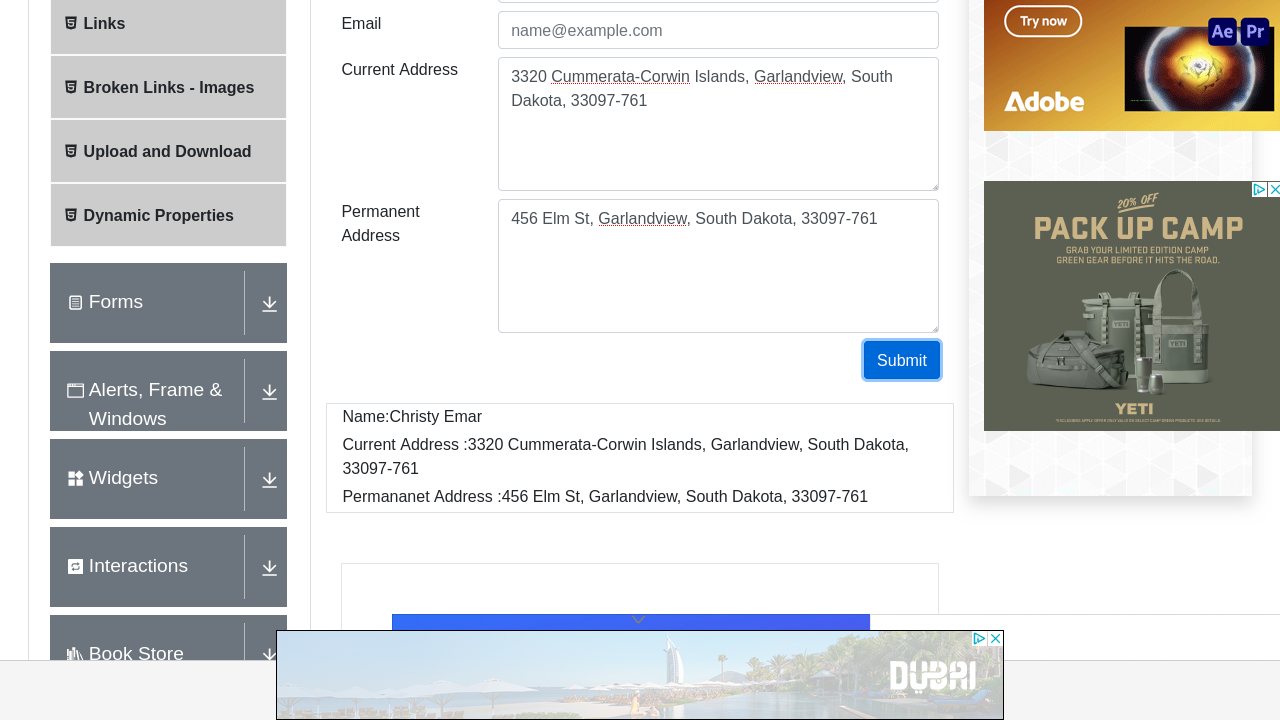 Links
Broken Links - Images
Upload and Download
Dynamic Properties
Forms
Alerts, Frame &
Windows
Widgets
Interactions
Book Store
Email
name@example.com
Current Address
3320 Cummerata-Corwin Islands, Garlandview, South
Dakota, 33097-761
Permanent
Address
456 Elm St, Garlandview, South Dakota, 33097-761
Submit
Name:Christy Emar
Current Address :3320 Cummerata-Corwin Islands, Garlandview, South Dakota,
33097-761
Permananet Address :456 Elm St, Garlandview, South Dakota, 33097-761
Try now
Ae Pr
Adobe
20% OFF
PACK UP CAMP
GRAB YOUR LIMITED EDITION CAMP
GREEN GEAR BEFORE IT HITS THE ROAD.
YETI
DUBAI